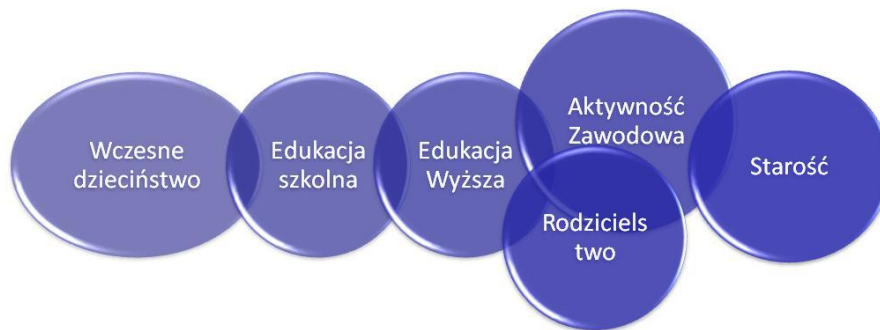 Wczesne
dzieciństwo
Edukacja
szkolna
Edukacja
Wyższa
Aktywność
Zawodowa
Rodziciels
two
Starość